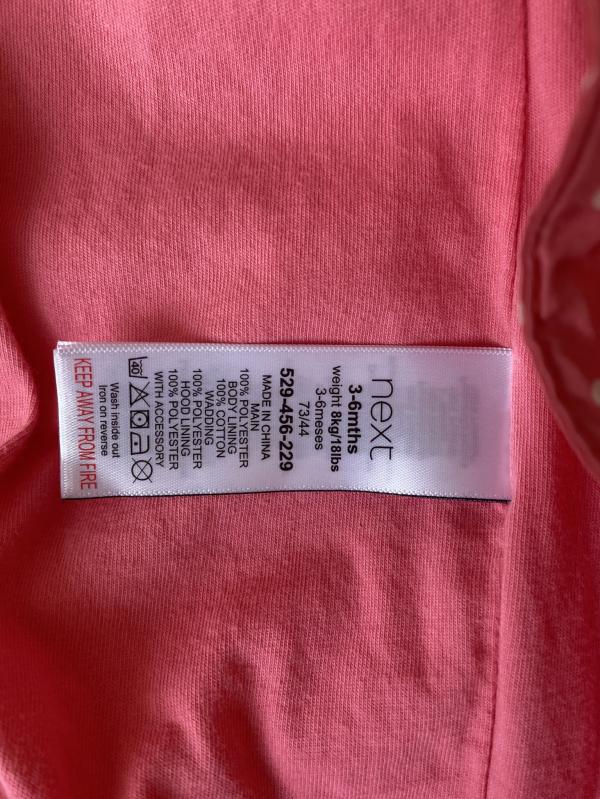 next
3-6mths
weight 8kg/18lbs
73/44
3-6meses
529-456-229
MADE IN CHINA
MAIN
100% POLYESTER
BODY LINING
100% COTTON
WADDING
100% POLYESTER
HOOD LINING
100% POLYESTER
WITH ACCESSORY
40
Wash inside out
Iron on reverse
KEEP AWAY FROM FIRE